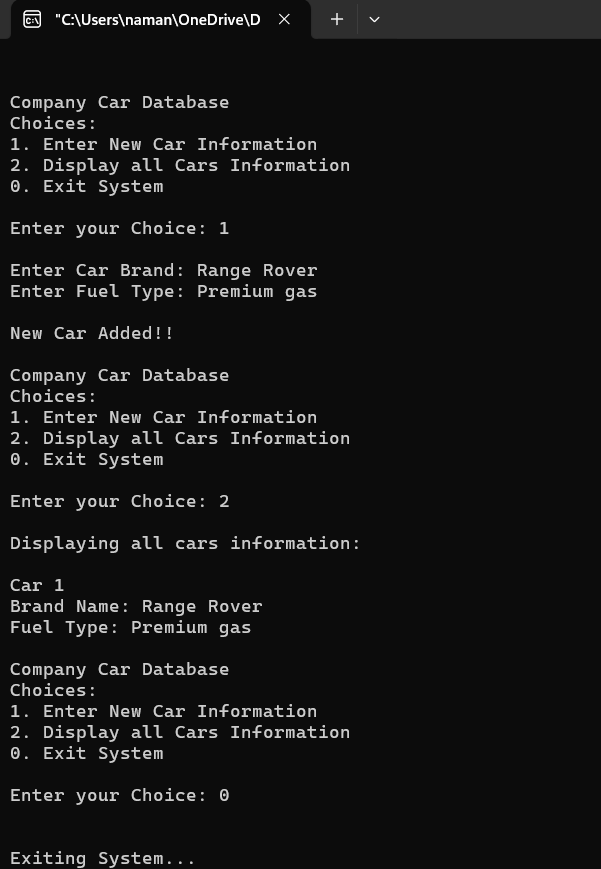 "C:\Users\naman\OneDrive\D
Company Car Database
Choices:
1. Enter New Car Information
2. Display all Cars Information
0. Exit System
Enter your Choice: 1
Enter Car Brand: Range Rover
Enter Fuel Type: Premium gas
New Car Added!!
Company Car Database
Choices:
1. Enter New Car Information
2. Display all Cars Information
0. Exit System
Enter your Choice: 2
Displaying all cars information:
Car 1
Brand Name: Range Rover
Fuel Type: Premium gas
Company Car Database
Choices:
1. Enter New Car Information
2. Display all Cars Information
0. Exit System
Enter your Choice: 0
Exiting System...